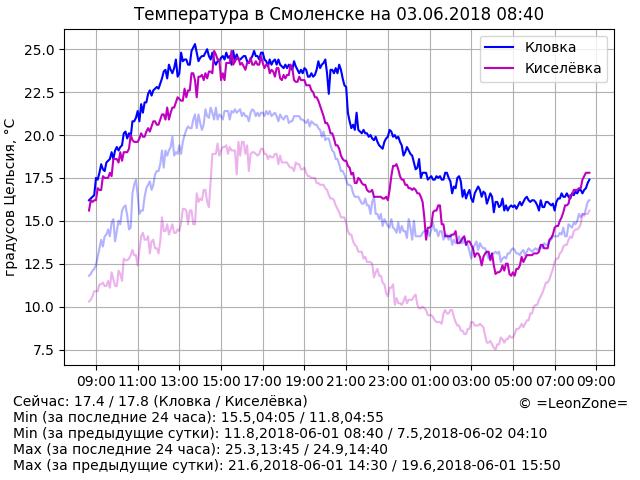 Температура в Смоленске на 03.06.2018 08:40
Кловка
Киселёвка
градусов Цельсия, °C
25.0
22.5
20.0
17.5
15.0
12.5
10.0
7.5
09:00 11:00 13:00 15:00 17:00 19:00 21:00 23:00 01:00 03:00 05:00 07:00 09:00
Сейчас: 17.4 / 17.8 (Кловка / Киселёвка)
© =LeonZone=
Min (за последние 24 часа): 15.5,04:05 / 11.8,04:55
Min (за предыдущие сутки): 11.8,2018-06-01 08:40 / 7.5,2018-06-02 04:10
Max (за последние 24 часа): 25.3,13:45 / 24.9,14:40
Max (за предыдущие сутки): 21.6,2018-06-01 14:30 / 19.6,2018-06-01 15:50